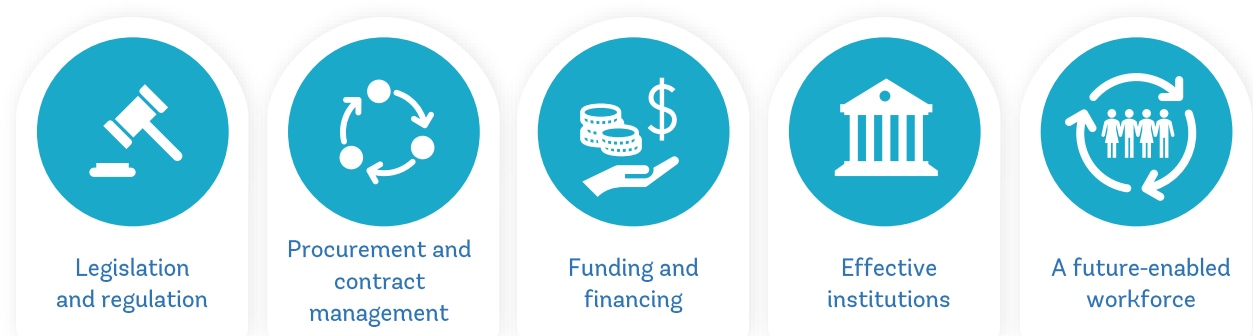 Legislation
and regulation
Procurement and
contract
management
Funding and
financing
Effective
institutions
A future-enabled
workforce